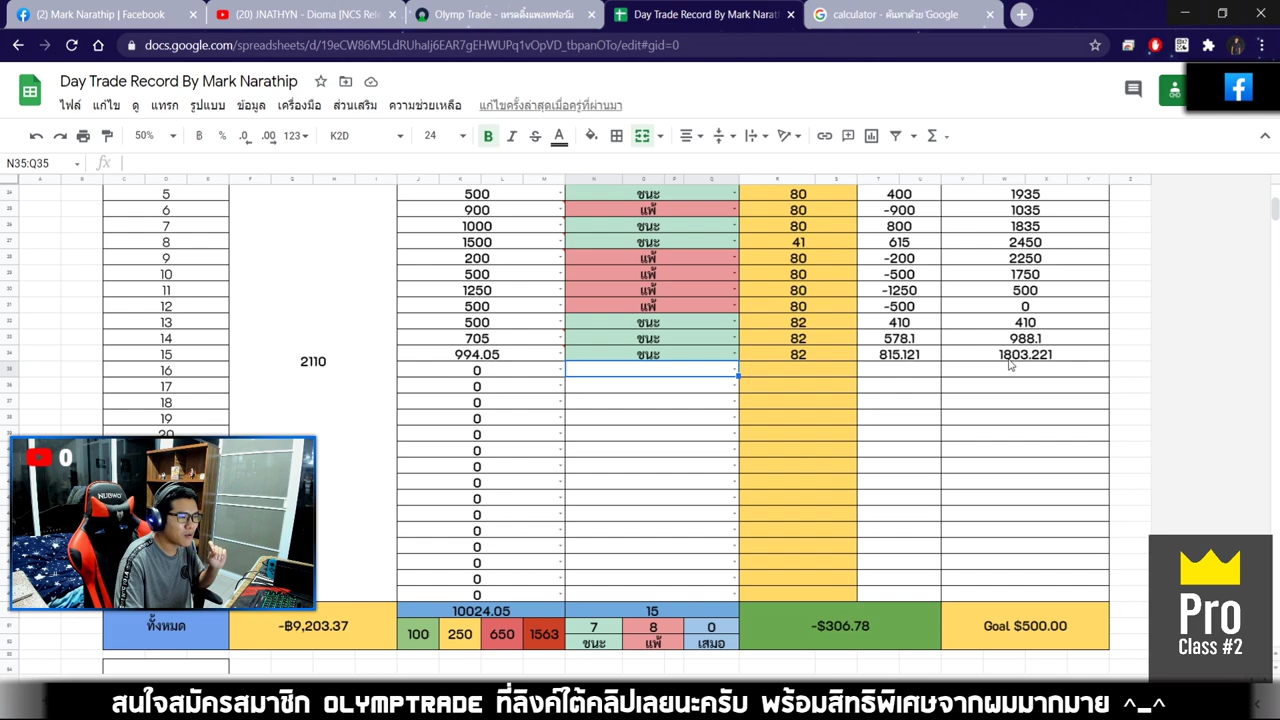 (2) Mark Narathip | Facebook
(20) JNATHYN - Dioma [NCS Rel
Olymp Trade - เทรดดิ้งแพลทฟอร์ม
Day Trade Record By Mark Narat
calculator - ค้นหาด้วย Google
docs.google.com/spreadsheets/d/19eCW86M5LdRUhaIj6EAR7gEHWUPq1vOpVD_tbpanOTo/edit#gid=0
Day Trade Record By Mark Narathip
ไฟล์ แก้ไข ดู แทรก รูปแบบ ข้อมูล เครื่องมือ ส่วนเสริม ความช่วยเหลือ แก้ไขครั้งล่าสุดเมื่อครู่ที่ผ่านมา
50% ฿ % .0 .00 123 K2D 24 B I S A Σ
N35:Q35 fx
5 500 ชนะ 80 400 1935
6 900 แพ้ 80 -900 1035
7 1000 ชนะ 80 800 1835
8 1500 ชนะ 41 615 2450
9 200 แพ้ 80 -200 2250
10 500 แพ้ 80 -500 1750
11 1250 แพ้ 80 -1250 500
12 500 แพ้ 80 -500 0
13 500 ชนะ 82 410 410
14 705 ชนะ 82 578.1 988.1
2110
15 994.05 ชนะ 82 815.121 1803.221
16 0
17 0
18 0
19 0
20 0
0
0
0
0
0
0
0
0
0
0
ทั้งหมด -฿9,203.37 10024.05 15 -$306.78 Goal $500.00
100 250 650 1563 7 8 0
ชนะ แพ้ เสมอ
0
NUBWO
Pro
Class #2
สนใจสมัครสมาชิก OLYMPTRADE ที่ลิงค์ใต้คลิปเลยนะครับ พร้อมสิทธิพิเศษจากผมมากมาย ^_^